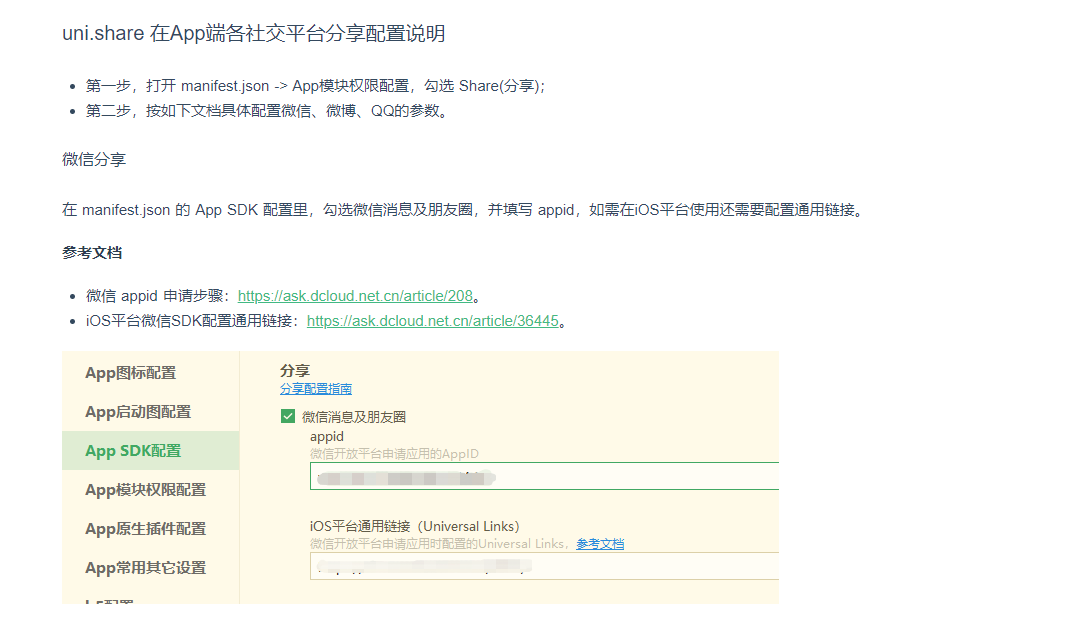 uni.share 在App端各社交平台分享配置说明
第一步，打开 manifest.json -> App模块权限配置，勾选 Share(分享);
第二步，按如下文档具体配置微信、微博、QQ的参数。
微信分享
在 manifest.json 的 App SDK 配置里，勾选微信消息及朋友圈，并填写 appid，如需在iOS平台使用还需要配置通用链接。
参考文档
微信 appid 申请步骤：https://ask.dcloud.net.cn/article/208。
iOS平台微信SDK配置通用链接：https://ask.dcloud.net.cn/article/36445。
App图标配置
App启动图配置
App SDK配置
App模块权限配置
App原生插件配置
App常用其它设置
分享
分享配置指南
微信消息及朋友圈
appid
微信开放平台申请应用的AppID
iOS平台通用链接（Universal Links）
微信开放平台申请应用时配置的Universal Links，参考文档